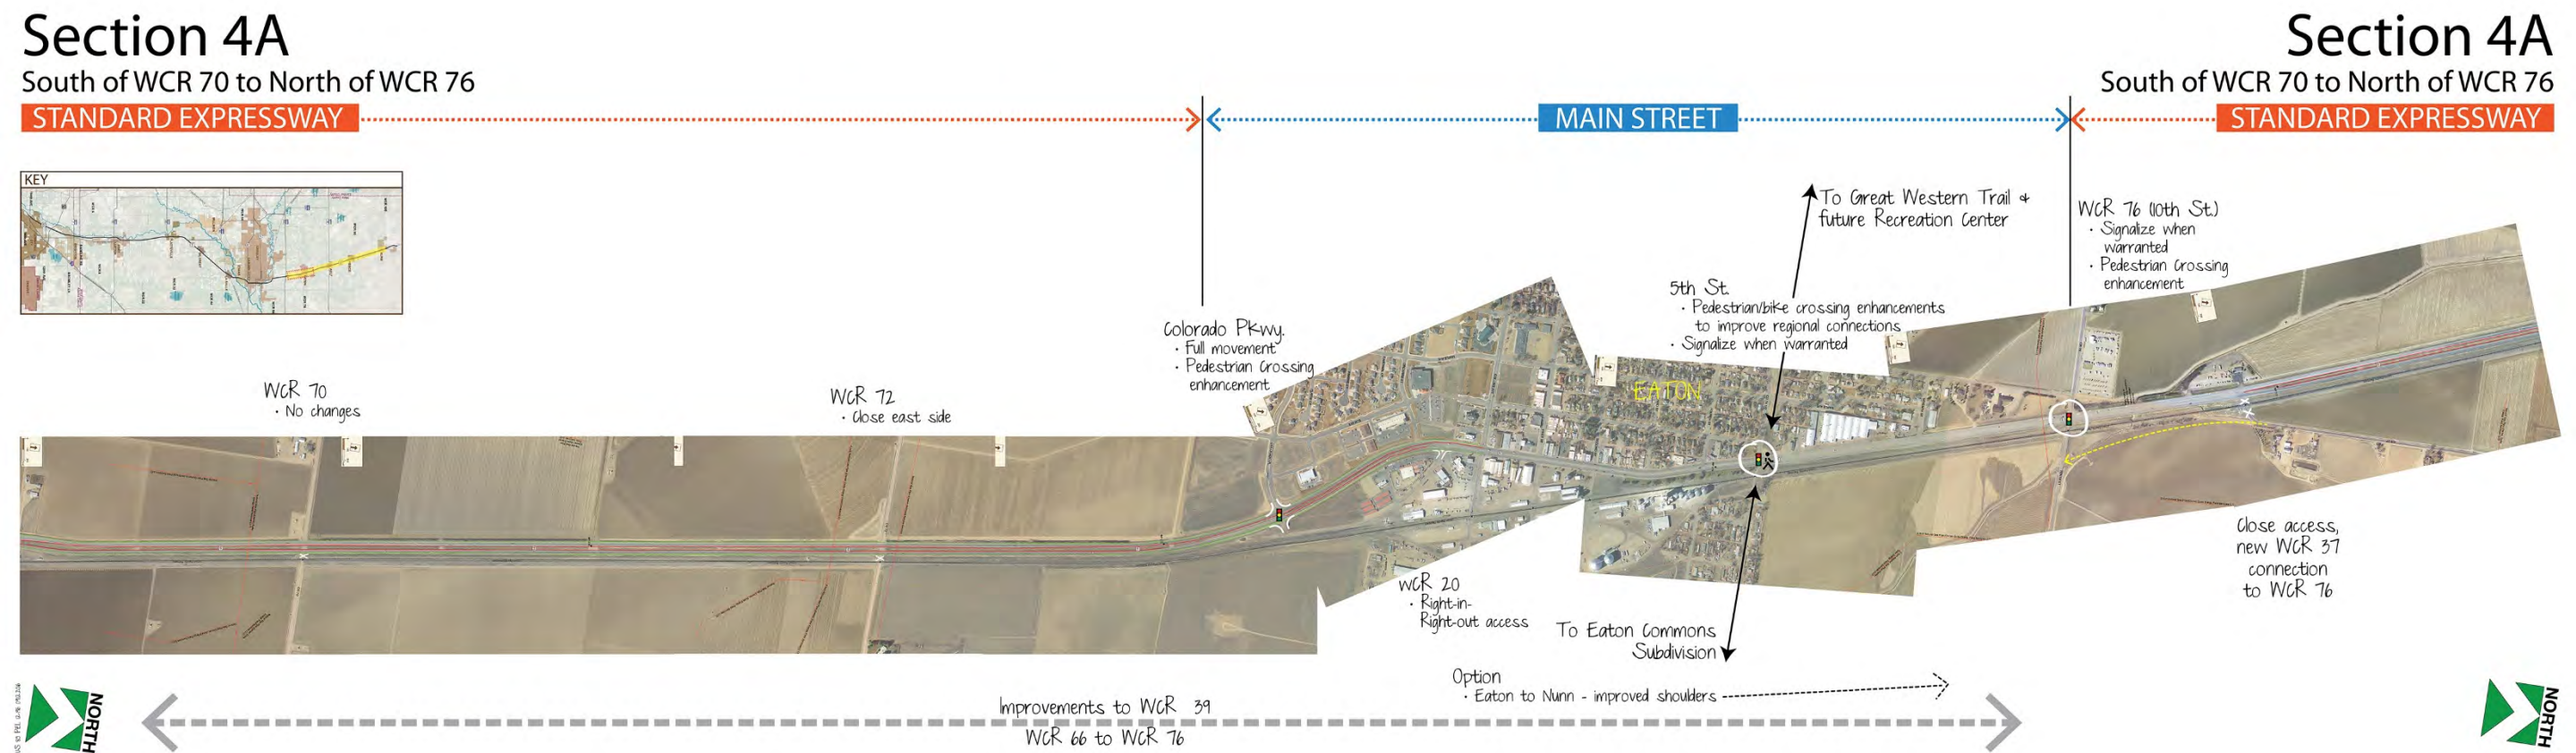 Section 4A
South of WCR 70 to North of WCR 76
STANDARD EXPRESSWAY
MAIN STREET
Section 4A
South of WCR 70 to North of WCR 76
STANDARD EXPRESSWAY
KEY
WCR 70
• No changes
WCR 72
• Close east side
Colorado Pkwy.
• Full movement
• Pedestrian Crossing
enhancement
To Great Western Trail &
future Recreation Center
5th St.
• Pedestrian/bike crossing enhancements
to improve regional connections
• Signalize when warranted
WCR 76 (10th St.)
• Signalize when
warranted
• Pedestrian Crossing
enhancement
EATON
WCR 20
• Right-in-
Right-out access
To Eaton Commons
Subdivision
Close access,
new WCR 37
connection
to WCR 76
Option
• Eaton to Nunn - improved shoulders
Improvements to WCR 39
WCR 66 to WCR 76
NORTH
NORTH